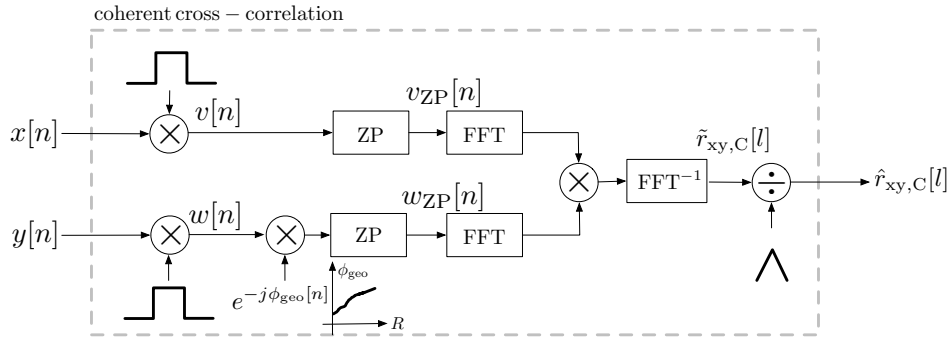 coherent cross − correlation
x[n]
v[n]
ZP
v_ZP[n]
FFT
r̃_xy,C[l]
FFT⁻¹
r̂_xy,C[l]
y[n]
w[n]
ZP
w_ZP[n]
FFT
e^{−jϕ_geo[n]}
ϕ_geo
R